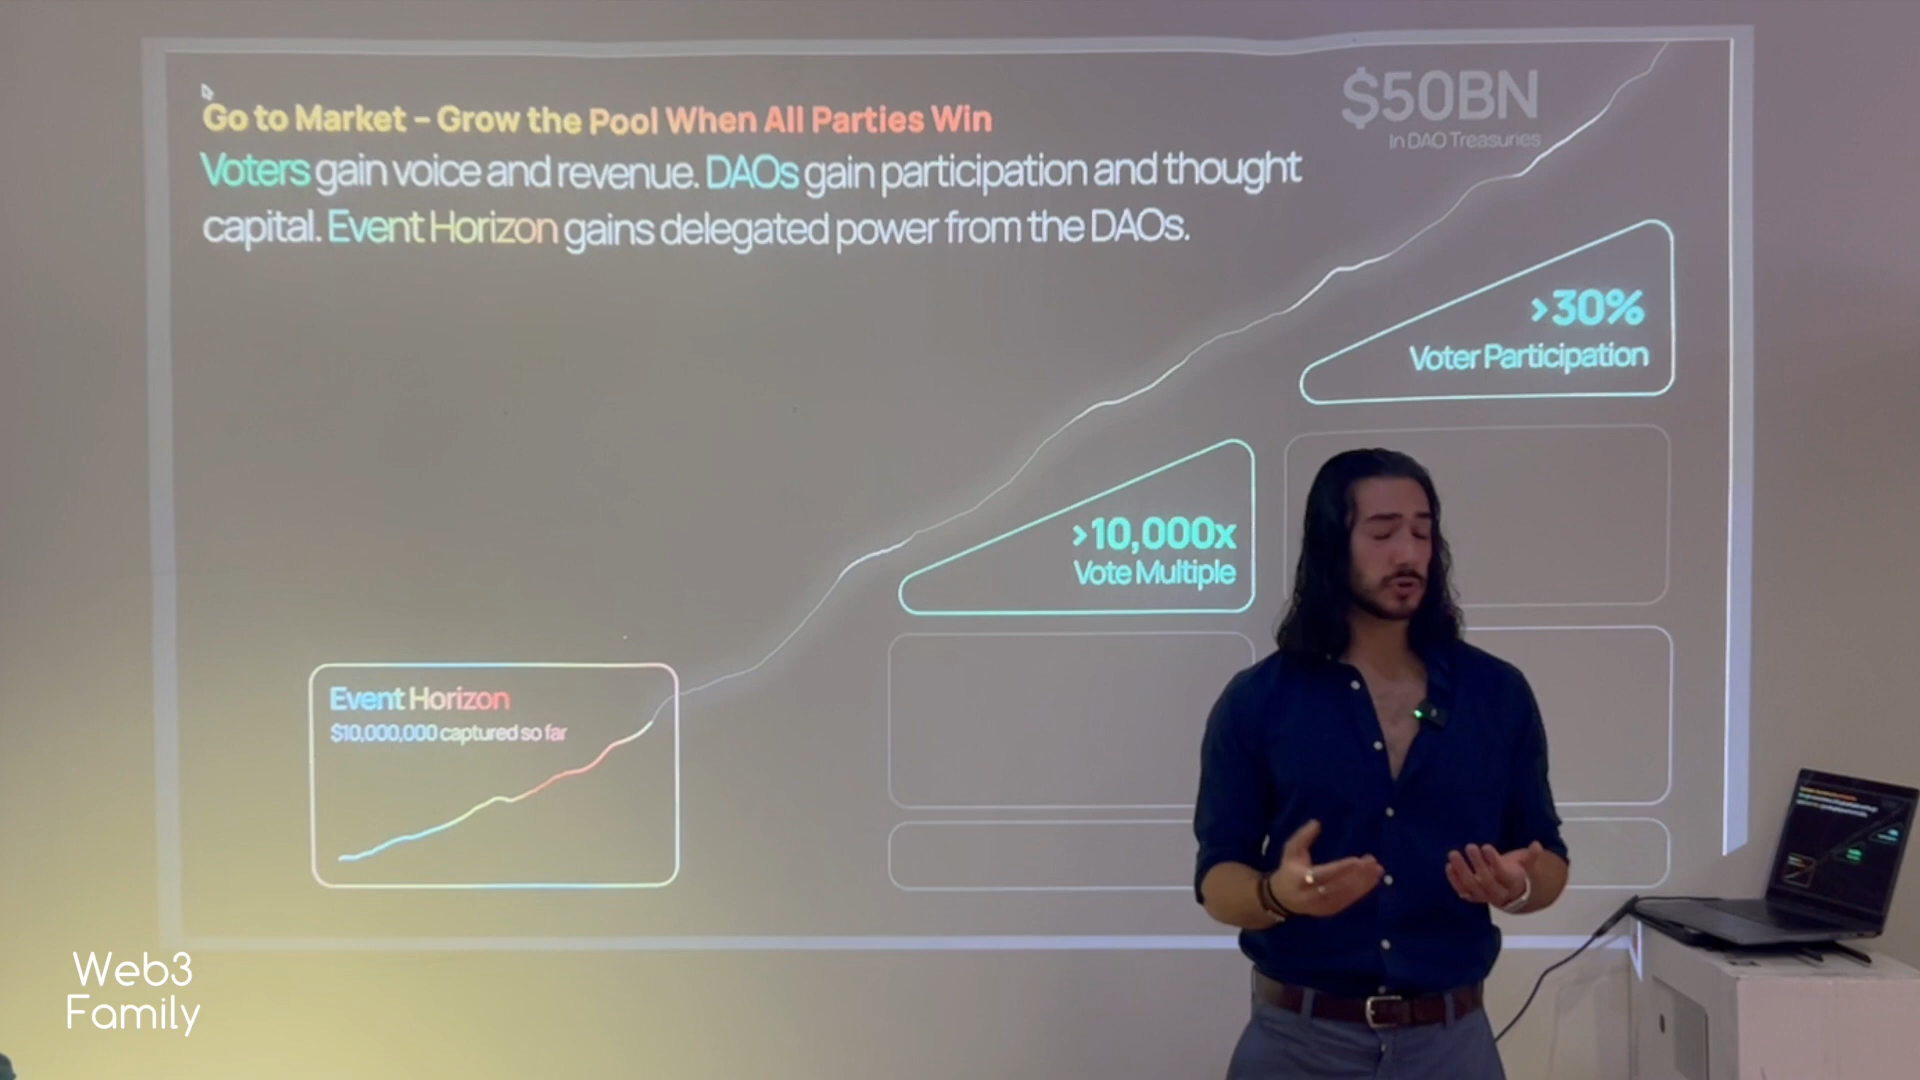 Go to Market – Grow the Pool When All Parties Win
Voters gain voice and revenue. DAOs gain participation and thought
capital. Event Horizon gains delegated power from the DAOs.
$50BN
In DAO Treasuries
>30%
Voter Participation
>10,000x
Vote Multiple
Event Horizon
$10,000,000 captured so far
Web3
Family